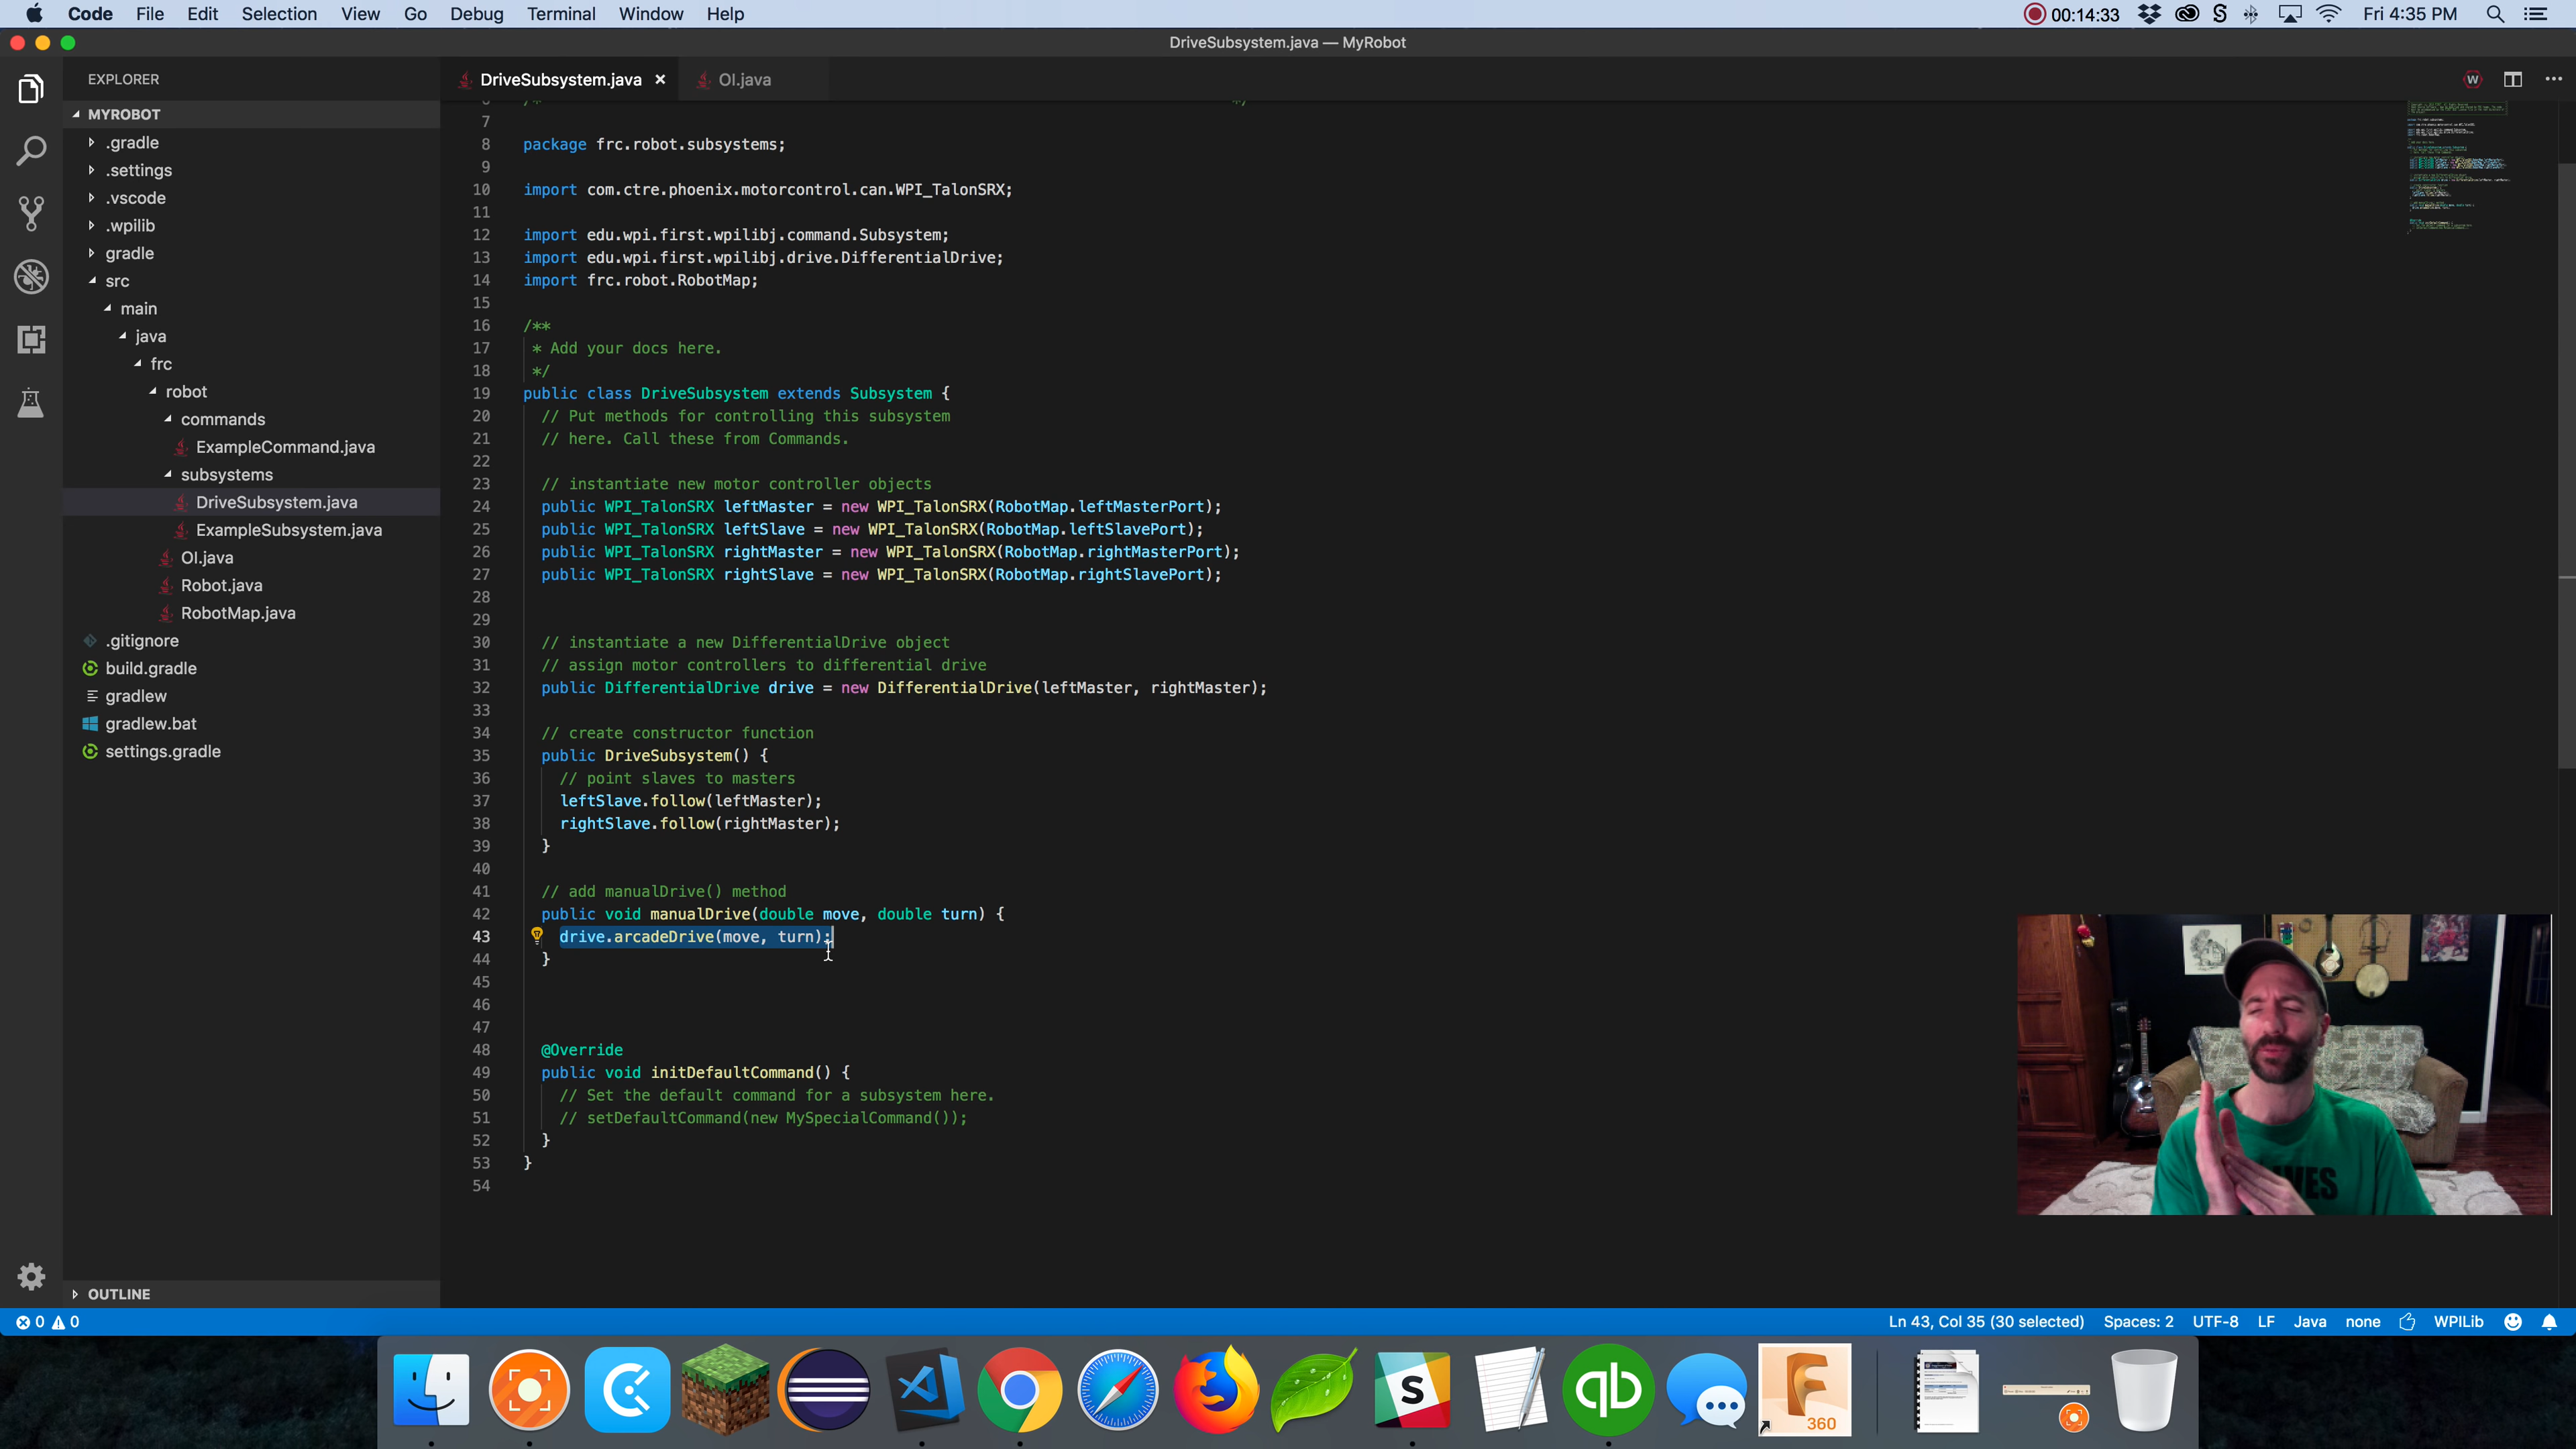 Code File Edit Selection View Go Debug Terminal Window Help 00:14:33 Fri 4:35 PM
DriveSubsystem.java — MyRobot
EXPLORER
DriveSubsystem.java OI.java
MYROBOT
.gradle
.settings
.vscode
.wpilib
gradle
src
main
java
frc
robot
commands
ExampleCommand.java
subsystems
DriveSubsystem.java
ExampleSubsystem.java
OI.java
Robot.java
RobotMap.java
.gitignore
build.gradle
gradlew
gradlew.bat
settings.gradle
OUTLINE
7
8 package frc.robot.subsystems;
9
10 import com.ctre.phoenix.motorcontrol.can.WPI_TalonSRX;
11
12 import edu.wpi.first.wpilibj.command.Subsystem;
13 import edu.wpi.first.wpilibj.drive.DifferentialDrive;
14 import frc.robot.RobotMap;
15
16 /**
17 * Add your docs here.
18 */
19 public class DriveSubsystem extends Subsystem {
20 // Put methods for controlling this subsystem
21 // here. Call these from Commands.
22
23 // instantiate new motor controller objects
24 public WPI_TalonSRX leftMaster = new WPI_TalonSRX(RobotMap.leftMasterPort);
25 public WPI_TalonSRX leftSlave = new WPI_TalonSRX(RobotMap.leftSlavePort);
26 public WPI_TalonSRX rightMaster = new WPI_TalonSRX(RobotMap.rightMasterPort);
27 public WPI_TalonSRX rightSlave = new WPI_TalonSRX(RobotMap.rightSlavePort);
28
29
30 // instantiate a new DifferentialDrive object
31 // assign motor controllers to differential drive
32 public DifferentialDrive drive = new DifferentialDrive(leftMaster, rightMaster);
33
34 // create constructor function
35 public DriveSubsystem() {
36 // point slaves to masters
37 leftSlave.follow(leftMaster);
38 rightSlave.follow(rightMaster);
39 }
40
41 // add manualDrive() method
42 public void manualDrive(double move, double turn) {
43 drive.arcadeDrive(move, turn);
44 }
45
46
47
48 @Override
49 public void initDefaultCommand() {
50 // Set the default command for a subsystem here.
51 // setDefaultCommand(new MySpecialCommand());
52 }
53 }
54
0 0 Ln 43, Col 35 (30 selected) Spaces: 2 UTF-8 LF Java none WPILib
360